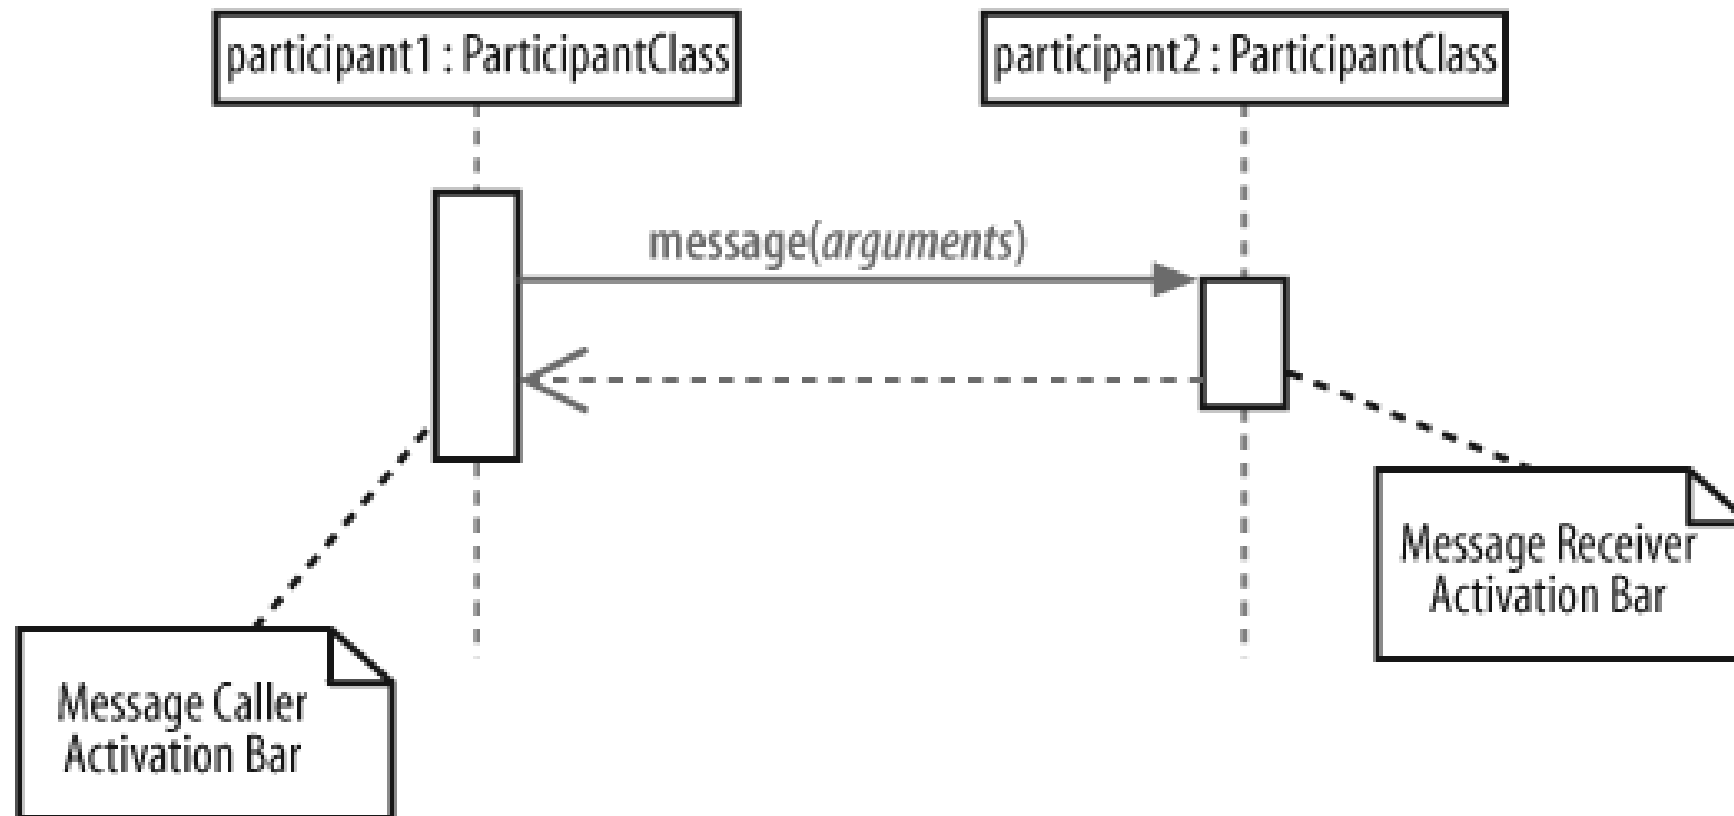 participant1 : ParticipantClass
participant2 : ParticipantClass
message(arguments)
Message Receiver
Activation Bar
Message Caller
Activation Bar